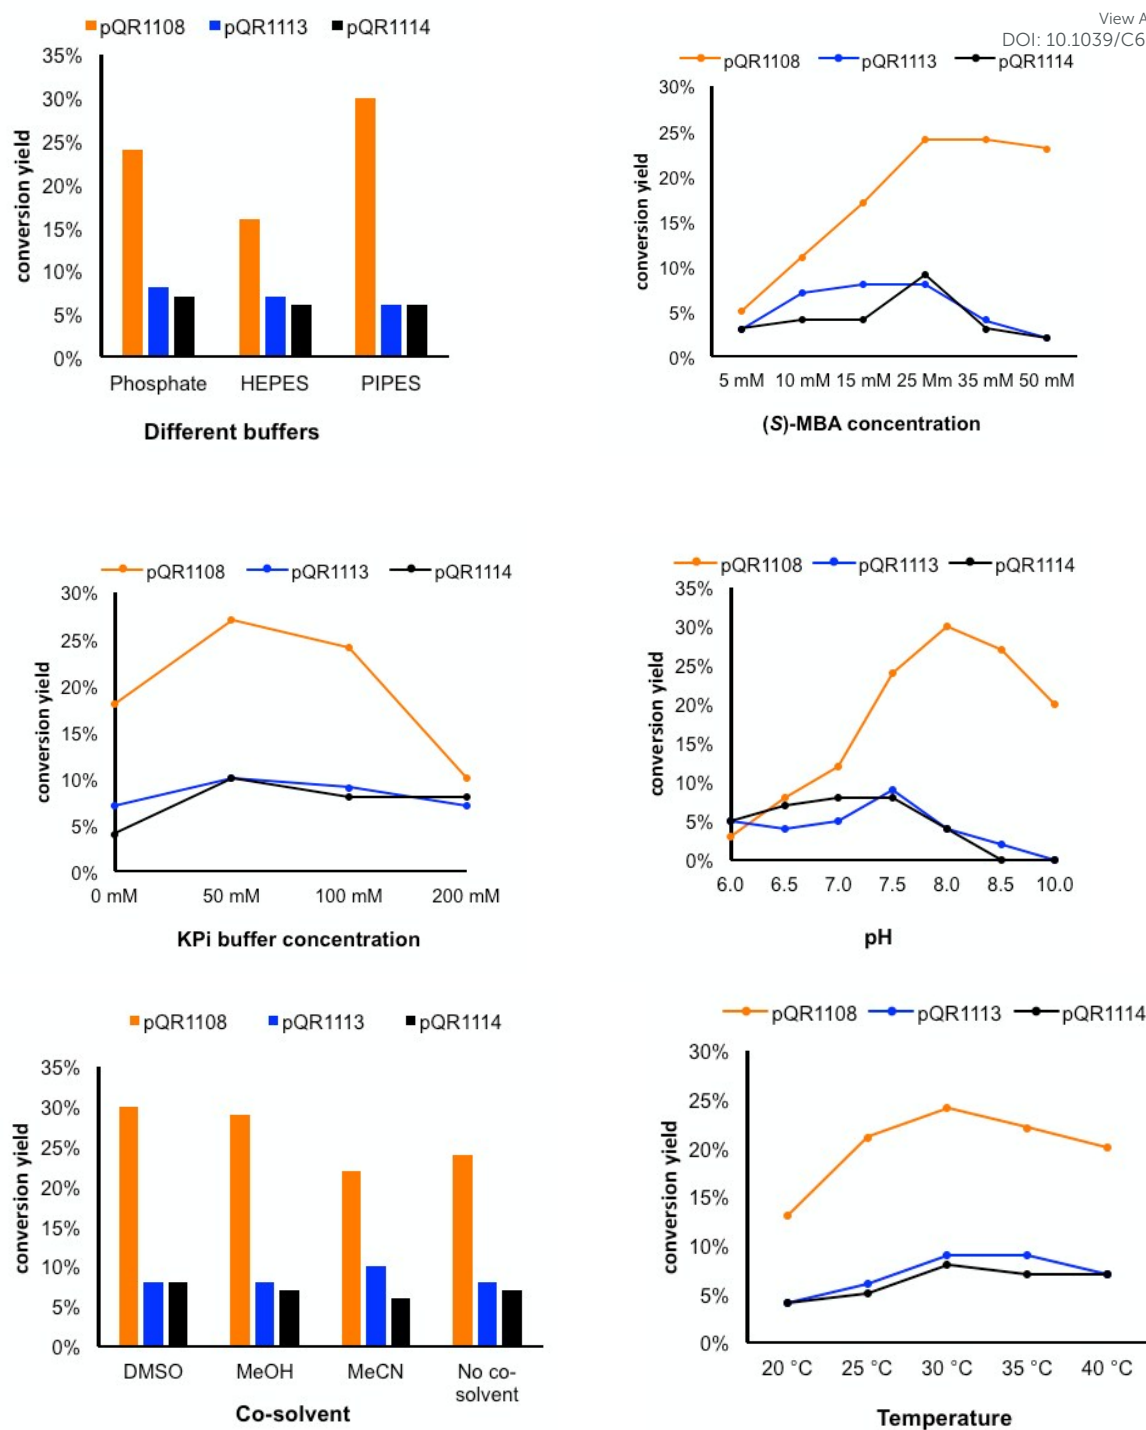 View A
DOI: 10.1039/C6
pQR1108 pQR1113 pQR1114
35%
30%
25%
20%
15%
10%
5%
0%
conversion yield
Phosphate HEPES PIPES
Different buffers
pQR1108 pQR1113 pQR1114
30%
25%
20%
15%
10%
5%
0%
conversion yield
5 mM 10 mM 15 mM 25 Mm 35 mM 50 mM
(S)-MBA concentration
pQR1108 pQR1113 pQR1114
30%
25%
20%
15%
10%
5%
0%
conversion yield
0 mM 50 mM 100 mM 200 mM
KPi buffer concentration
pQR1108 pQR1113 pQR1114
35%
30%
25%
20%
15%
10%
5%
0%
conversion yield
6.0 6.5 7.0 7.5 8.0 8.5 10.0
pH
pQR1108 pQR1113 pQR1114
35%
30%
25%
20%
15%
10%
5%
0%
conversion yield
DMSO MeOH MeCN No co-
solvent
Co-solvent
pQR1108 pQR1113 pQR1114
30%
25%
20%
15%
10%
5%
0%
conversion yield
20 °C 25 °C 30 °C 35 °C 40 °C
Temperature